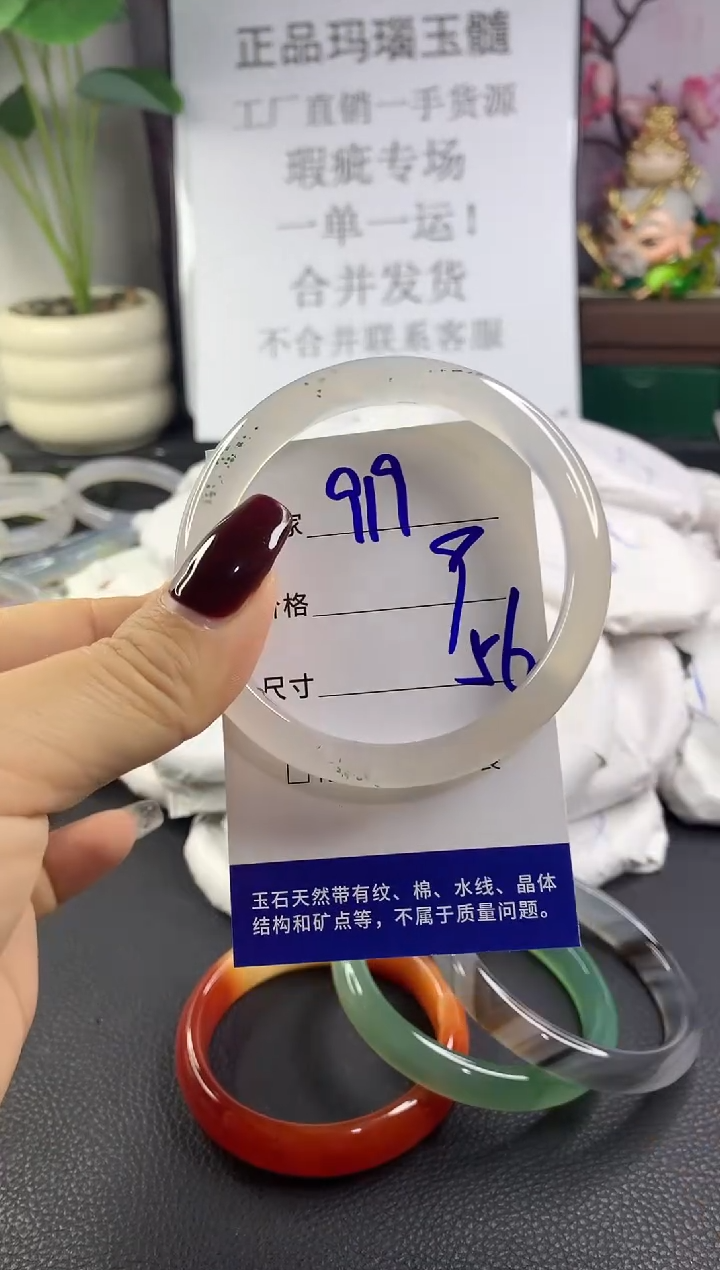 正品玛瑙玉髓
工厂直销一手货源
瑕疵专场
一单一运！
合并发货
不合并联系客服
家 919
格 9
尺寸 56
玉石天然带有纹、棉、水线、晶体
结构和矿点等，不属于质量问题。